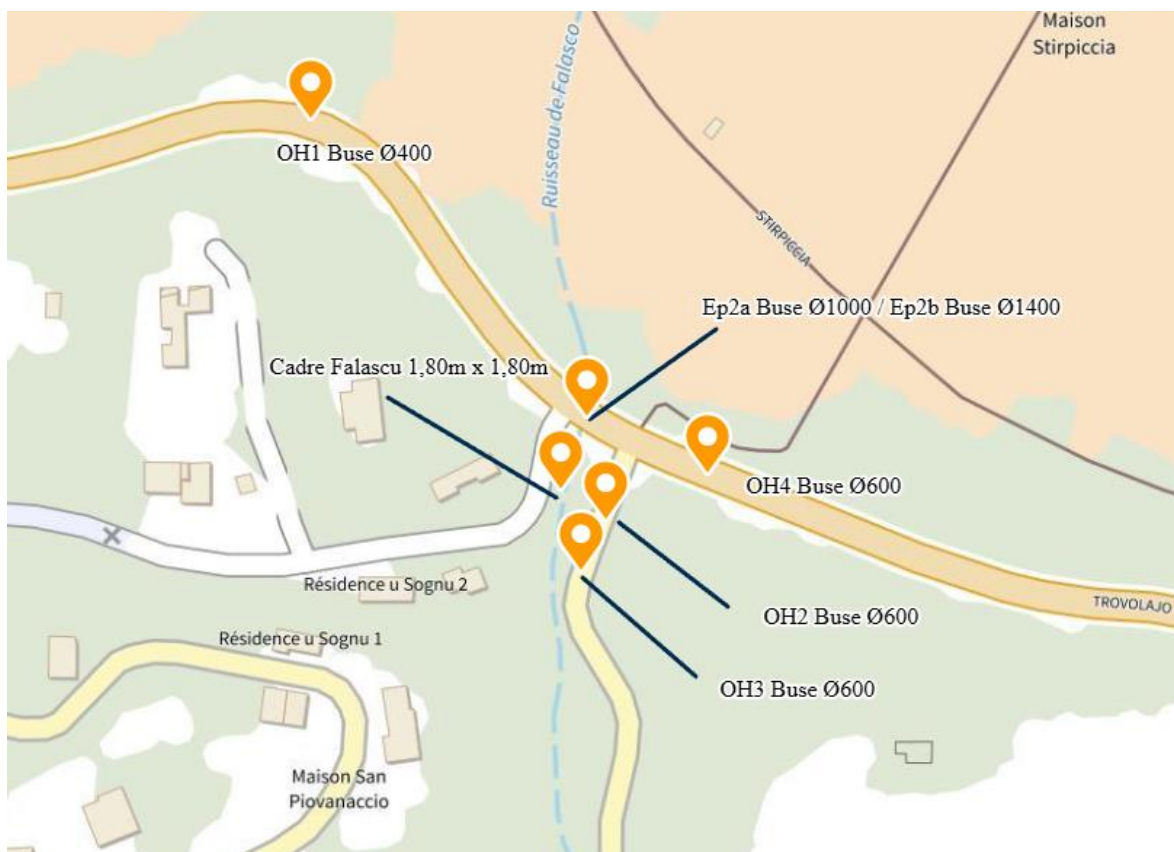 Maison
Stirpiccia
Ruisseau de Falasco
OH1 Buse Ø400
STIRPICCIA
Ep2a Buse Ø1000 / Ep2b Buse Ø1400
Cadre Falascu 1,80m x 1,80m
OH4 Buse Ø600
Résidence u Sognu 2
TROVOLAJO
OH2 Buse Ø600
Résidence u Sognu 1
OH3 Buse Ø600
Maison San
Piovanaccio